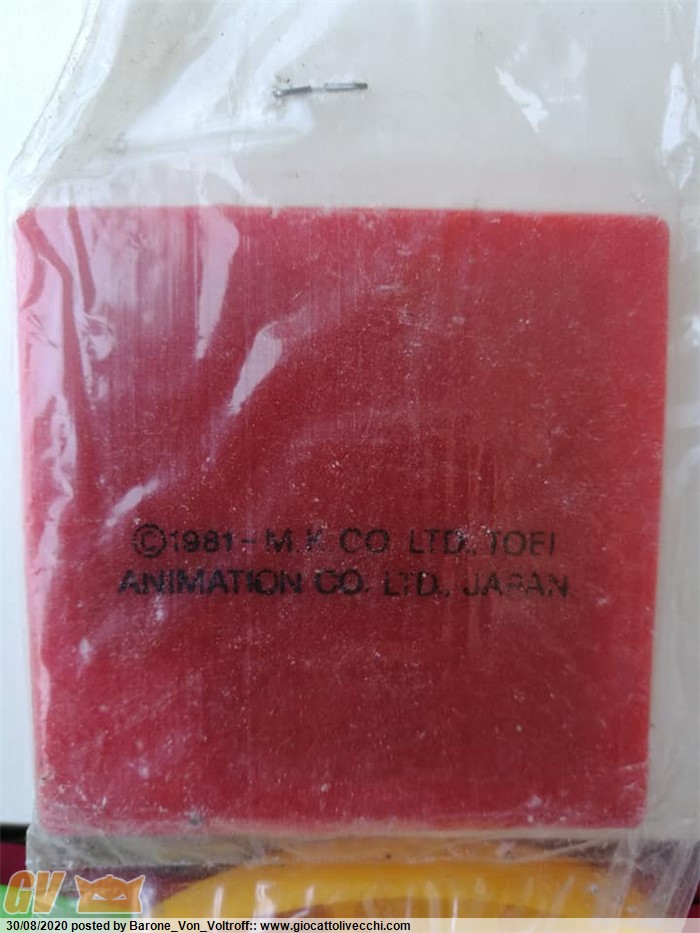 ©1981 - M.K. CO. LTD., TOEI
ANIMATION CO. LTD., JAPAN
GV
30/08/2020 posted by Barone_Von_Voltroff:: www.giocattolivecchi.com